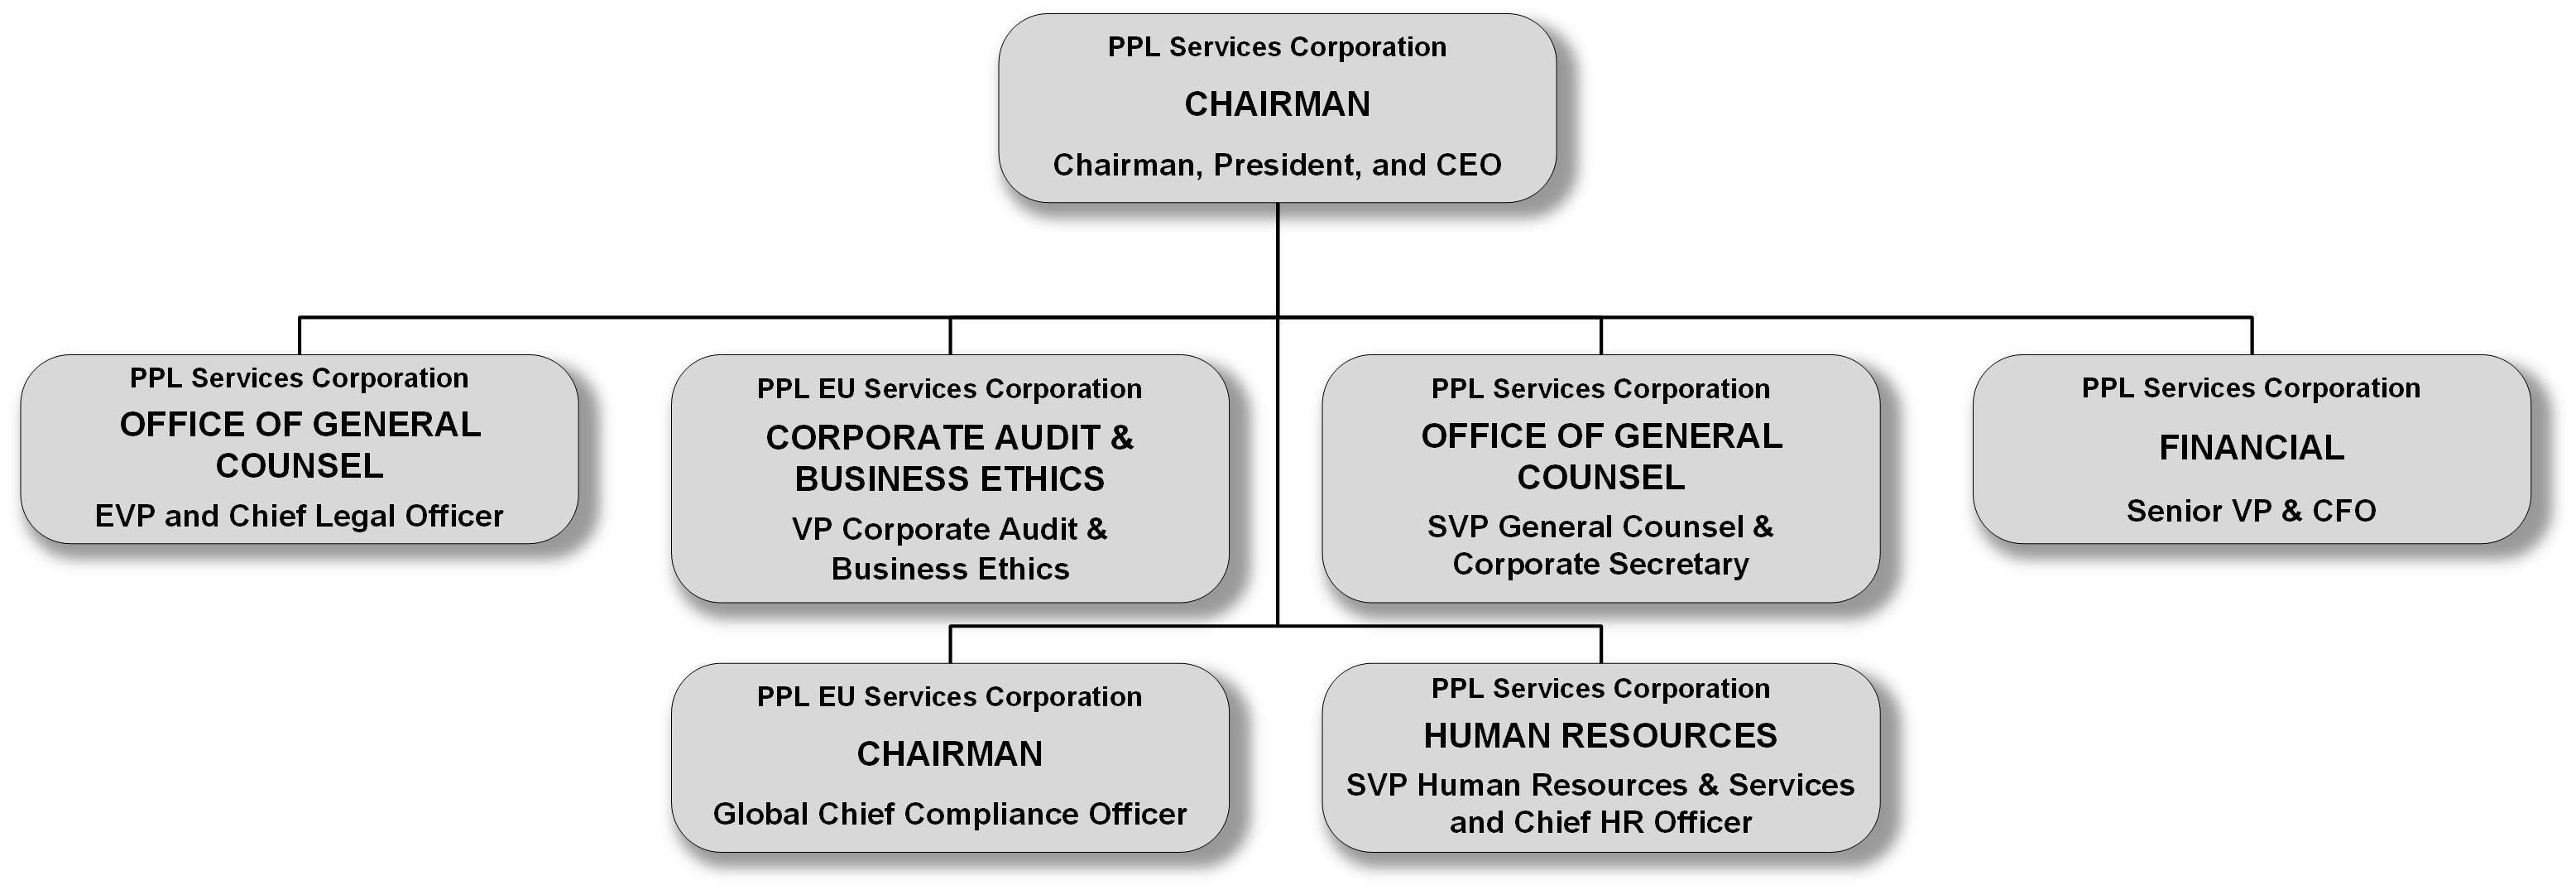 PPL Services Corporation
CHAIRMAN
Chairman, President, and CEO
PPL Services Corporation
OFFICE OF GENERAL
COUNSEL
EVP and Chief Legal Officer
PPL EU Services Corporation
CORPORATE AUDIT &
BUSINESS ETHICS
VP Corporate Audit &
Business Ethics
PPL Services Corporation
OFFICE OF GENERAL
COUNSEL
SVP General Counsel &
Corporate Secretary
PPL Services Corporation
FINANCIAL
Senior VP & CFO
PPL EU Services Corporation
CHAIRMAN
Global Chief Compliance Officer
PPL Services Corporation
HUMAN RESOURCES
SVP Human Resources & Services
and Chief HR Officer